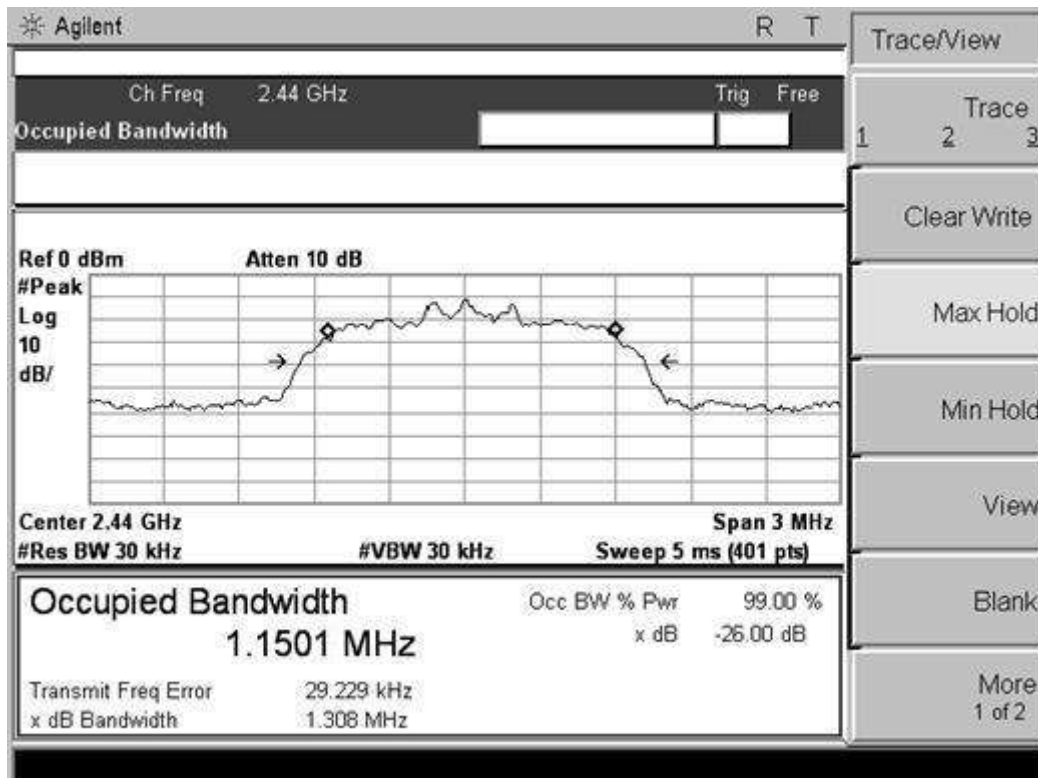 Agilent R T
Ch Freq 2.44 GHz Trig Free
Occupied Bandwidth
Ref 0 dBm Atten 10 dB
#Peak
Log
10
dB/
Center 2.44 GHz Span 3 MHz
#Res BW 30 kHz #VBW 30 kHz Sweep 5 ms (401 pts)
Occupied Bandwidth
1.1501 MHz
Occ BW % Pwr 99.00 %
x dB -26.00 dB
Transmit Freq Error 29.229 kHz
x dB Bandwidth 1.308 MHz
Trace/View
Trace
1 2 3
Clear Write
Max Hold
Min Hold
View
Blank
More
1 of 2